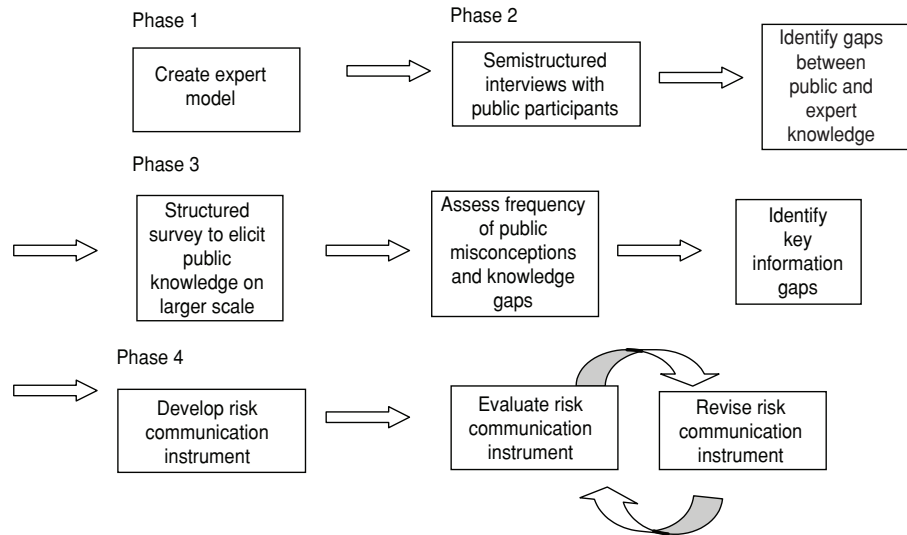 Phase 1
Create expert
model
Phase 2
Semistructured
interviews with
public participants
Identify gaps
between
public and
expert
knowledge
Phase 3
Structured
survey to elicit
public
knowledge on
larger scale
Assess frequency
of public
misconceptions
and knowledge
gaps
Identify
key
information
gaps
Phase 4
Develop risk
communication
instrument
Evaluate risk
communication
instrument
Revise risk
communication
instrument